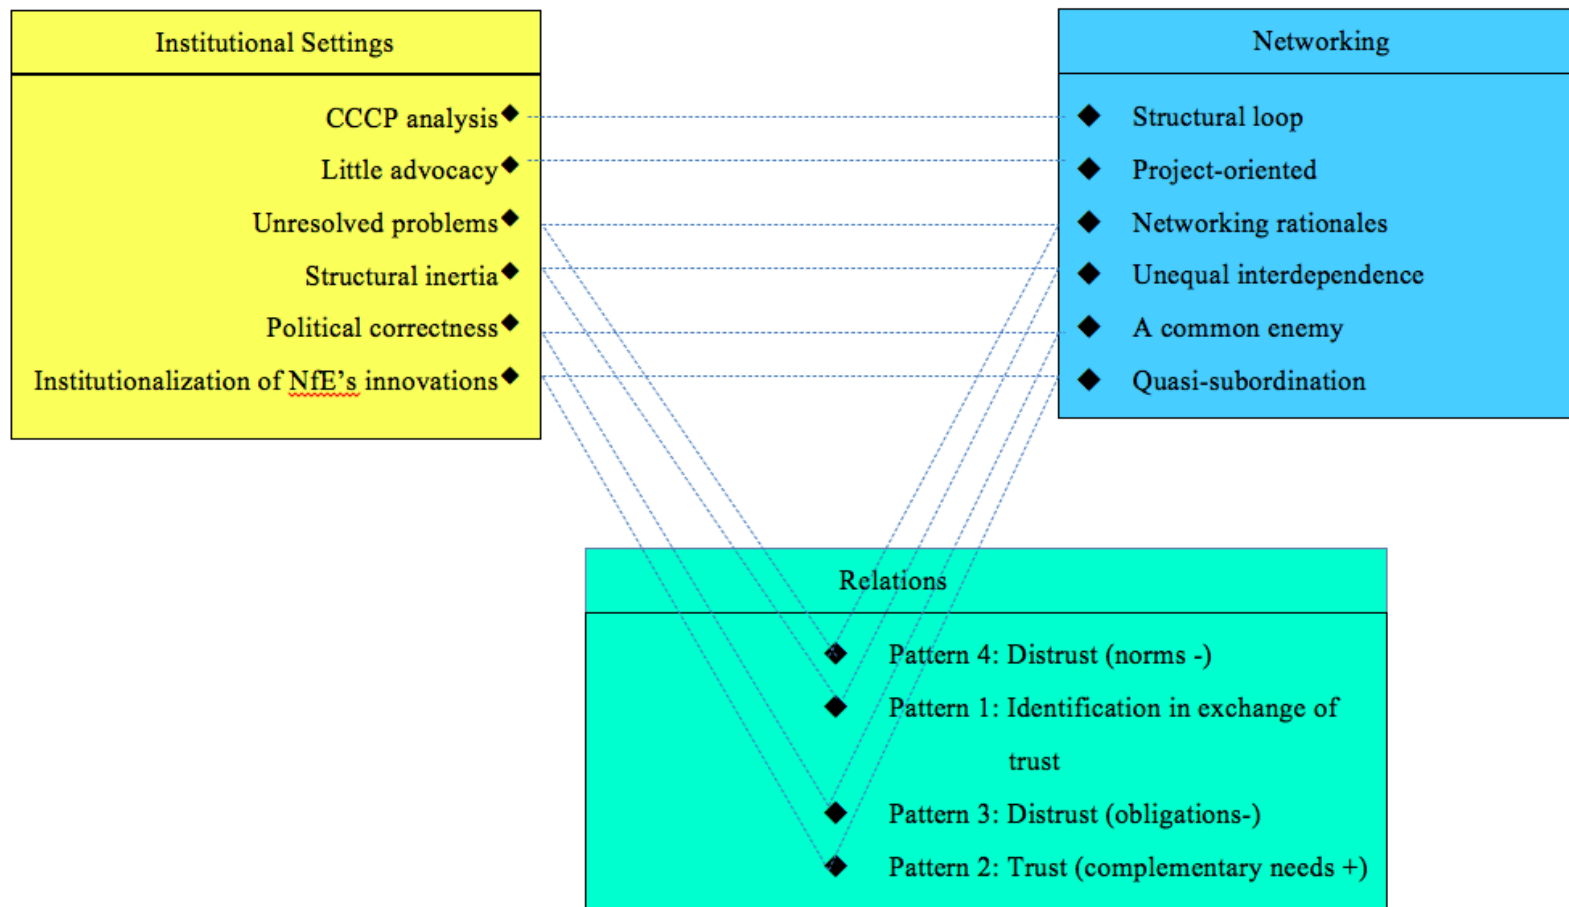 Institutional Settings
CCCP analysis
Little advocacy
Unresolved problems
Structural inertia
Political correctness
Institutionalization of NfE's innovations
Networking
Structural loop
Project-oriented
Networking rationales
Unequal interdependence
A common enemy
Quasi-subordination
Relations
Pattern 4: Distrust (norms -)
Pattern 1: Identification in exchange of
trust
Pattern 3: Distrust (obligations-)
Pattern 2: Trust (complementary needs +)